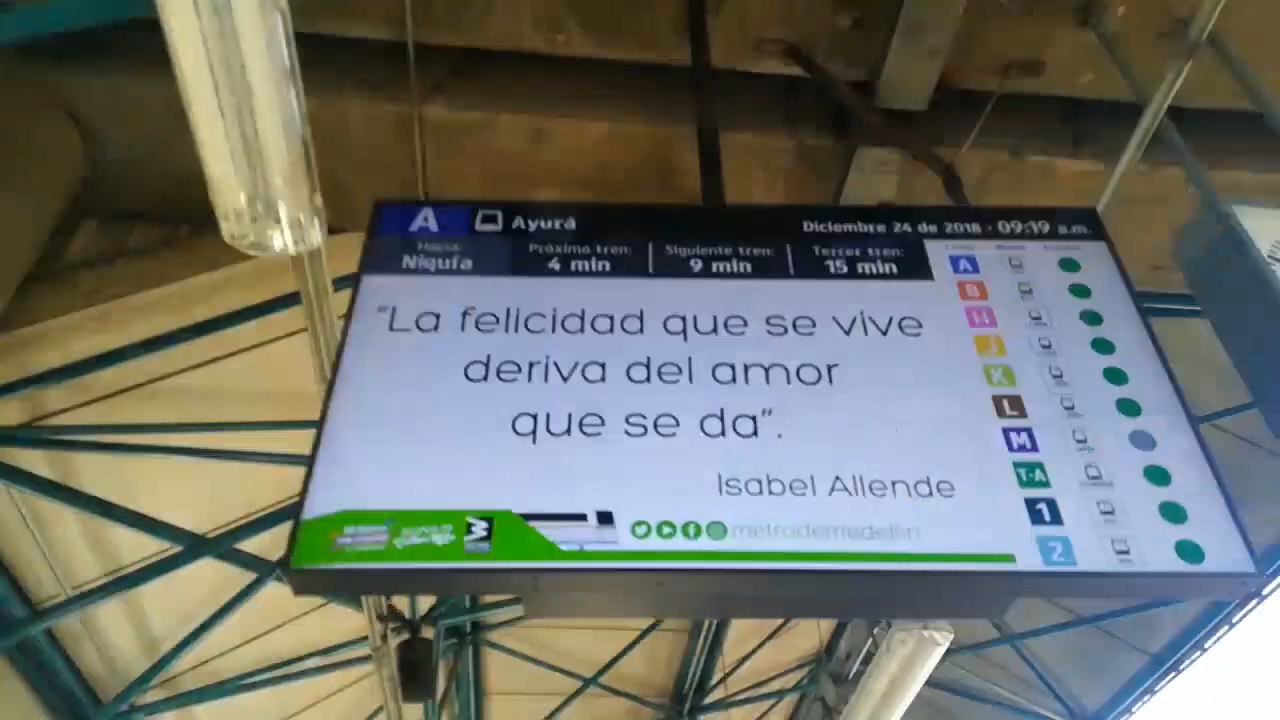 A Ayurá Diciembre 24 de 2018 - 09:19 a.m.
Hacia: Próximo tren: Siguiente tren: Tercer tren:
Niquía 4 min 9 min 15 min
“La felicidad que se vive
deriva del amor
que se da”.
Isabel Allende
A
B
H
J
K
L
M
T-A
1
2
metrodemedellin